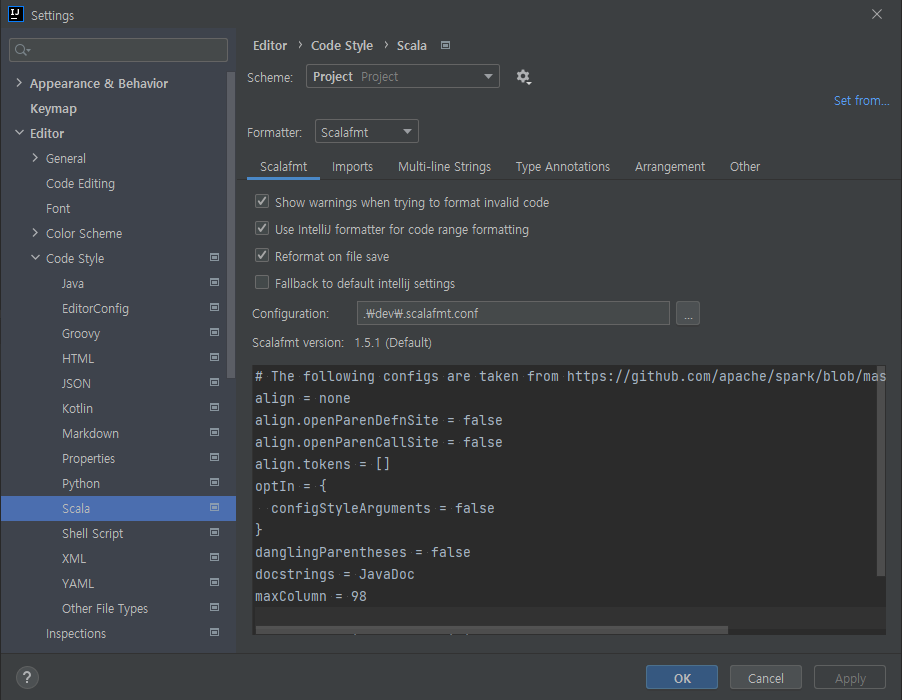 Settings
Appearance & Behavior
Keymap
Editor
General
Code Editing
Font
Color Scheme
Code Style
Java
EditorConfig
Groovy
HTML
JSON
Kotlin
Markdown
Properties
Python
Scala
Shell Script
XML
YAML
Other File Types
Inspections
Editor › Code Style › Scala
Scheme: Project Project
Set from...
Formatter: Scalafmt
Scalafmt Imports Multi-line Strings Type Annotations Arrangement Other
Show warnings when trying to format invalid code
Use IntelliJ formatter for code range formatting
Reformat on file save
Fallback to default intellij settings
Configuration: .₩dev₩.scalafmt.conf ...
Scalafmt version: 1.5.1 (Default)
# The following configs are taken from https://github.com/apache/spark/blob/mas
align = none
align.openParenDefnSite = false
align.openParenCallSite = false
align.tokens = []
optIn = {
configStyleArguments = false
}
danglingParentheses = false
docstrings = JavaDoc
maxColumn = 98
? OK Cancel Apply